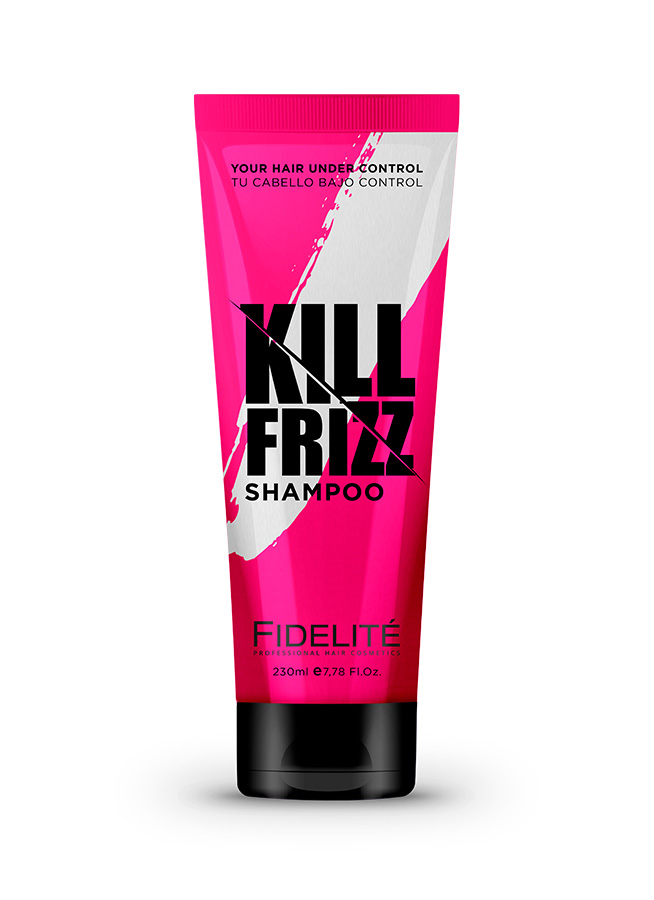 YOUR HAIR UNDER CONTROL
TU CABELLO BAJO CONTROL
KILL
FRIZZ
SHAMPOO
FIDELITÉ
PROFESSIONAL HAIR COSMETICS
230ml ℮7,78 Fl.Oz.